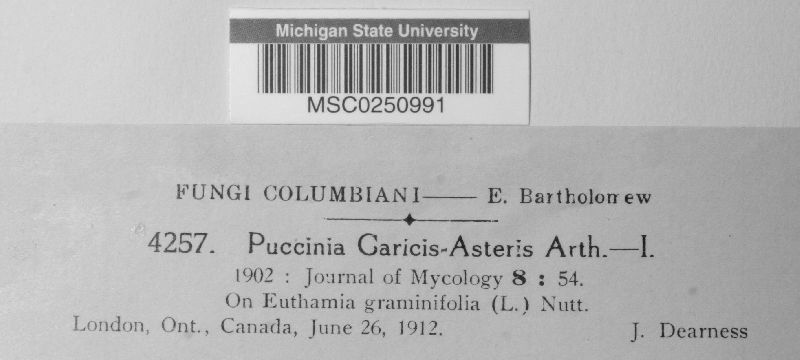 Michigan State University
MSC0250991
FUNGI COLUMBIANI—— E. Bartholomew
4257. Puccinia Caricis-Asteris Arth.—I.
1902 : Journal of Mycology 8 : 54.
On Euthamia graminifolia (L.) Nutt.
London, Ont., Canada, June 26, 1912. J. Dearness